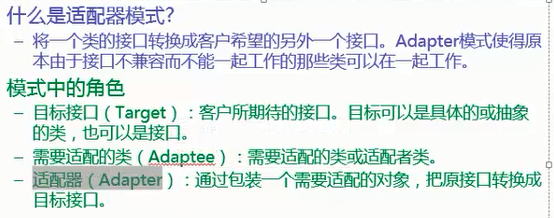 什么是适配器模式?
– 将一个类的接口转换成客户希望的另外一个接口。Adapter模式使得原
本由于接口不兼容而不能一起工作的那些类可以在一起工作。
模式中的角色
– 目标接口（Target）：客户所期待的接口。目标可以是具体的或抽象
的类，也可以是接口。
– 需要适配的类（Adaptee）：需要适配的类或适配者类。
– 适配器（Adapter）：通过包装一个需要适配的对象，把原接口转换成
目标接口。